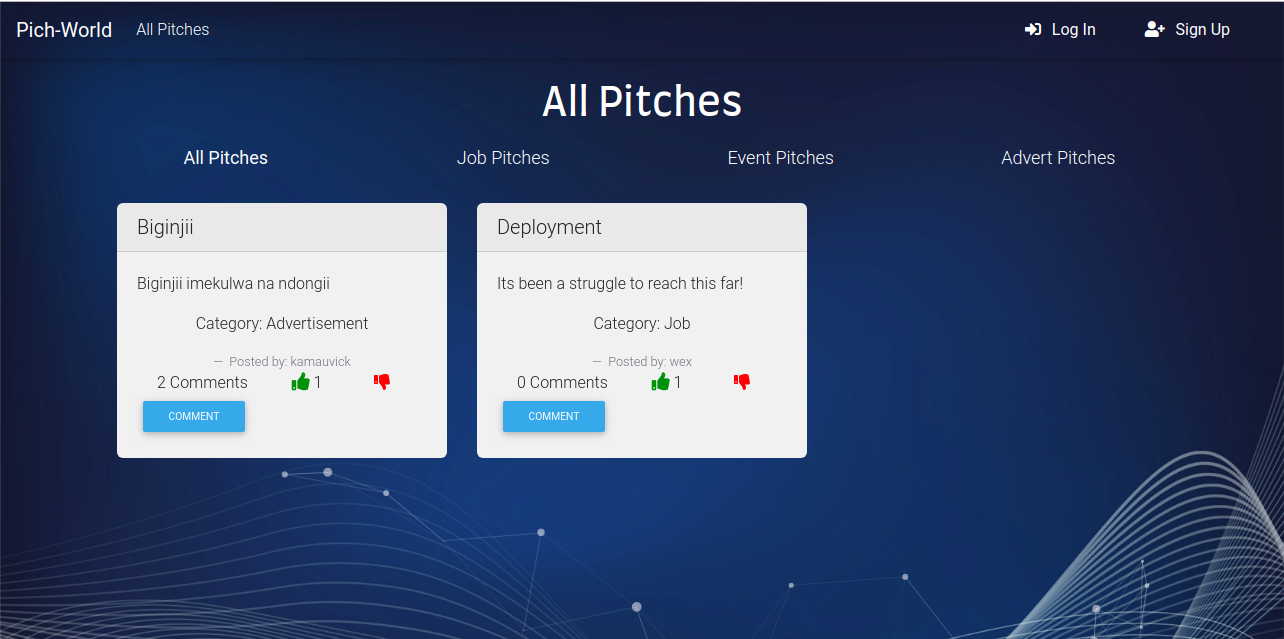 Pich-World All Pitches Log In Sign Up
All Pitches
All Pitches Job Pitches Event Pitches Advert Pitches
Biginjii
Biginjii imekulwa na ndongii
Category: Advertisement
— Posted by: kamauvick
2 Comments 1
COMMENT
Deployment
Its been a struggle to reach this far!
Category: Job
— Posted by: wex
0 Comments 1
COMMENT